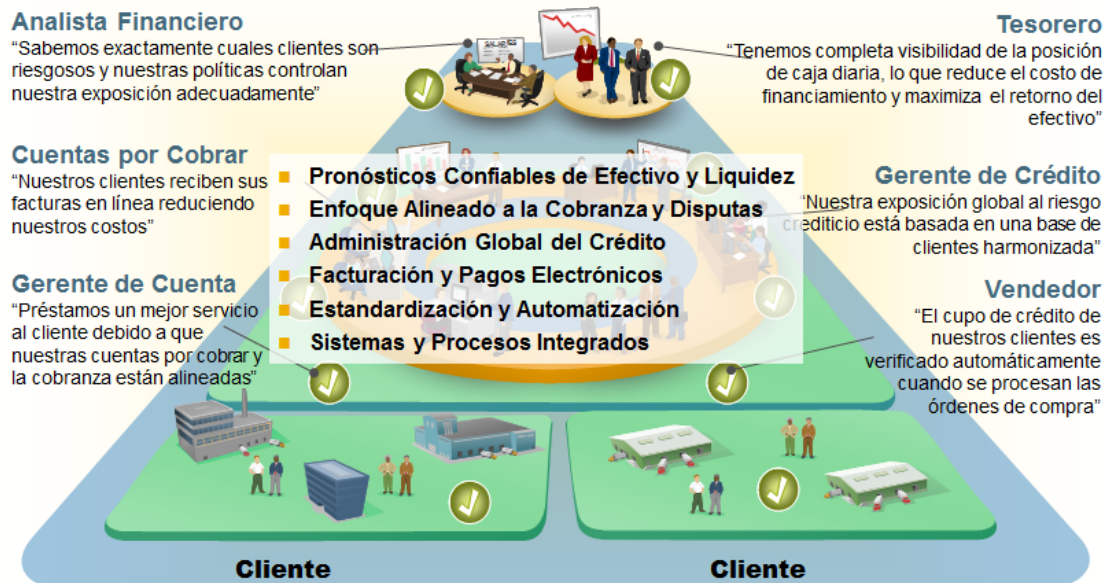 Analista Financiero
“Sabemos exactamente cuales clientes son
riesgosos y nuestras políticas controlan
nuestra exposición adecuadamente”
SALARIES
Tesorero
“Tenemos completa visibilidad de la posición
de caja diaria, lo que reduce el costo de
financiamiento y maximiza el retorno del
efectivo”
Cuentas por Cobrar
“Nuestros clientes reciben sus
facturas en línea reduciendo
nuestros costos”
Gerente de Cuenta
“Préstamos un mejor servicio
al cliente debido a que
nuestras cuentas por cobrar y
la cobranza están alineadas”
Pronósticos Confiables de Efectivo y Liquidez
Enfoque Alineado a la Cobranza y Disputas
Administración Global del Crédito
Facturación y Pagos Electrónicos
Estandardización y Automatización
Sistemas y Procesos Integrados
Gerente de Crédito
“Nuestra exposición global al riesgo
crediticio está basada en una base de
clientes harmonizada”
Vendedor
“El cupo de crédito de
nuestros clientes es
verificado automáticamente
cuando se procesan las
órdenes de compra”
Cliente
Cliente